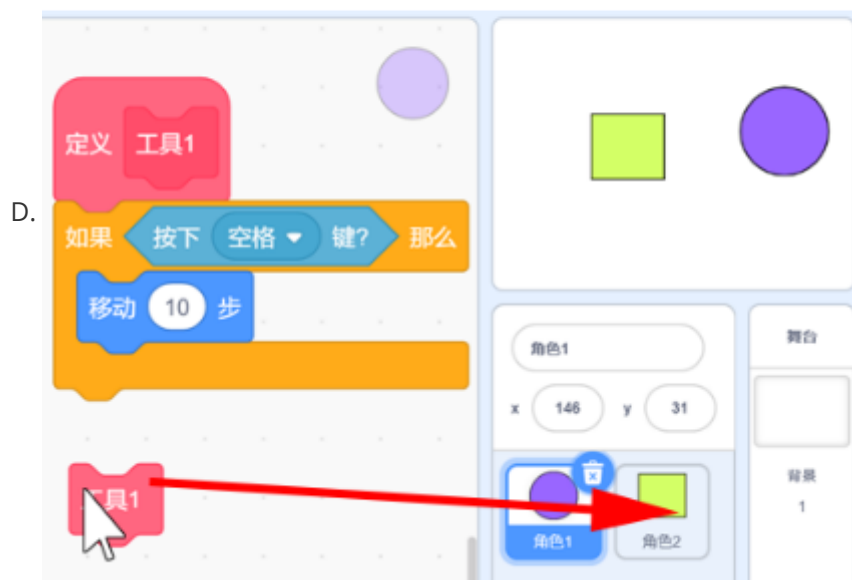 D.
定义 工具1
如果 按下 空格 键? 那么
移动 10 步
工具1
角色1
x 146 y 31
角色1
角色2
舞台
背景
1